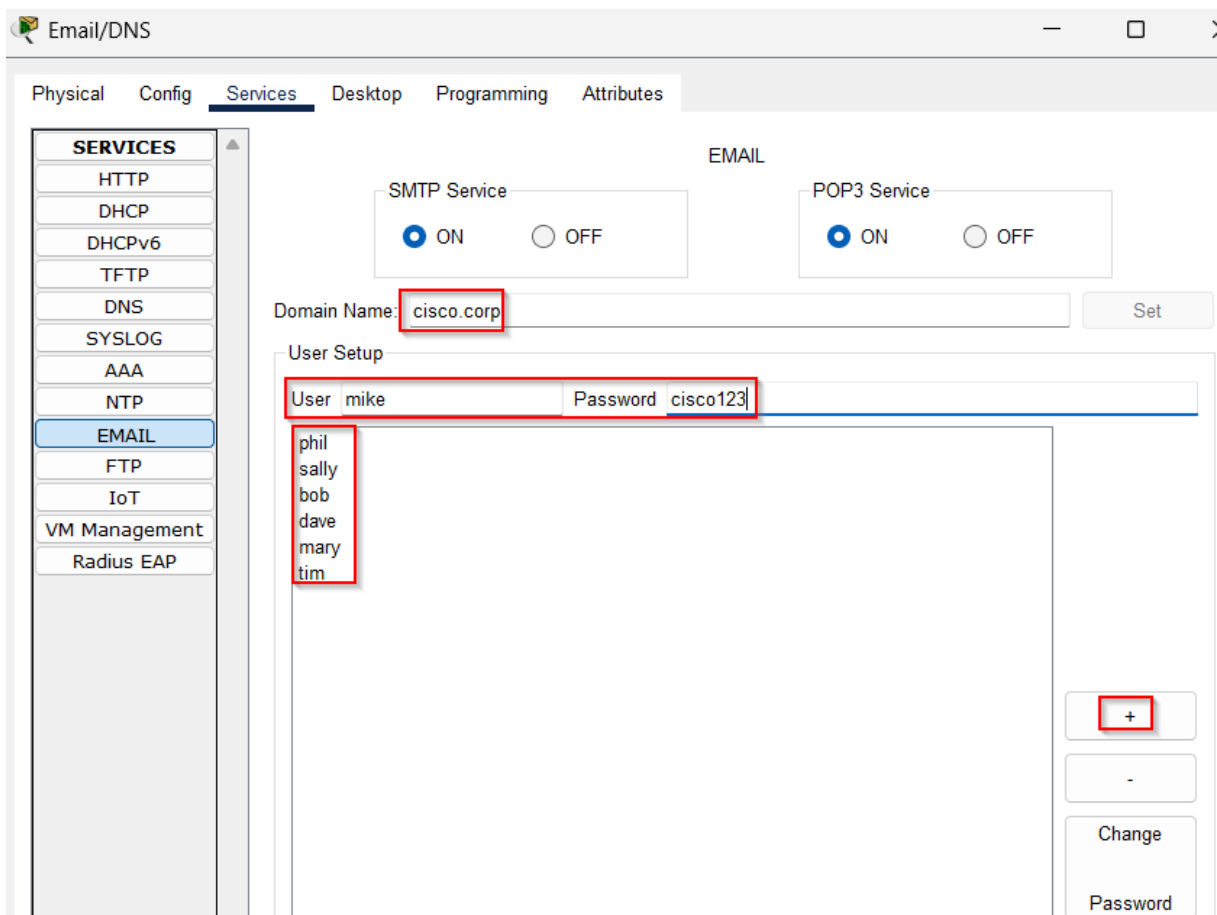 Email/DNS
Physical Config Services Desktop Programming Attributes
SERVICES
HTTP
DHCP
DHCPv6
TFTP
DNS
SYSLOG
AAA
NTP
EMAIL
FTP
IoT
VM Management
Radius EAP
EMAIL
SMTP Service
ON OFF
POP3 Service
ON OFF
Domain Name: cisco.corp Set
User Setup
User mike Password cisco123
phil
sally
bob
dave
mary
tim
+
-
Change
Password